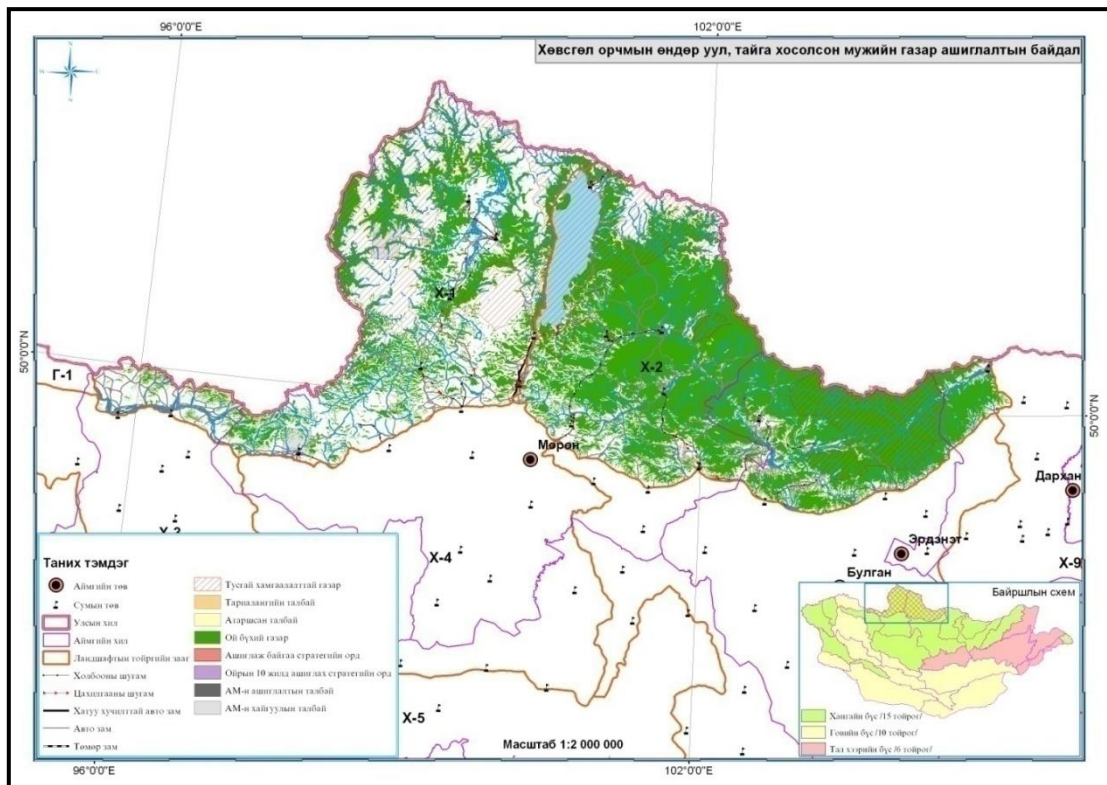 96°0'0"E
102°0'0"E
Хөвсгөл орчмын өндөр уул, тайга хосолсон мужийн газар ашиглалтын байдал
50°0'0"N
50°0'0"N
Г-1
Х-1
Х-2
Мөрөн
Дархан
Х-4
Эрдэнэт
Х-9
Булган
Х-5
Таних тэмдэг
Аймгийн төв
Сумын төв
Улсын хил
Аймгийн хил
Ландшафтын тойргийн зааг
Холбооны шугам
Цахилгааны шугам
Хатуу хучилттай авто зам
Авто зам
Төмөр зам
Тусгай хамгаалалттай газар
Тариалангийн талбай
Атаршсан талбай
Ой бүхий газар
Ашиглаж байгаа стратегийн орд
Ойрын 10 жилд ашиглах стратегийн орд
АМ-н ашиглалтын талбай
АМ-н хайгуулын талбай
Масштаб 1:2 000 000
Байршлын схем
Хангайн бүс /15 тойрог/
Говийн бүс /10 тойрог/
Тал хээрийн бүс /6 тойрог/
96°0'0"E
102°0'0"E